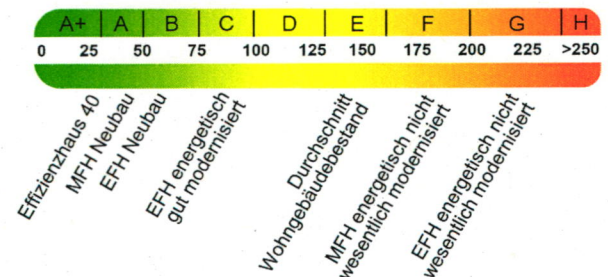 A+ A B C D E F G H
0 25 50 75 100 125 150 175 200 225 >250
Effizienzhaus 40
MFH Neubau
EFH Neubau
EFH energetisch
gut modernisiert
Durchschnitt
Wohngebäudebestand
MFH energetisch nicht
wesentlich modernisiert
EFH energetisch nicht
wesentlich modernisiert